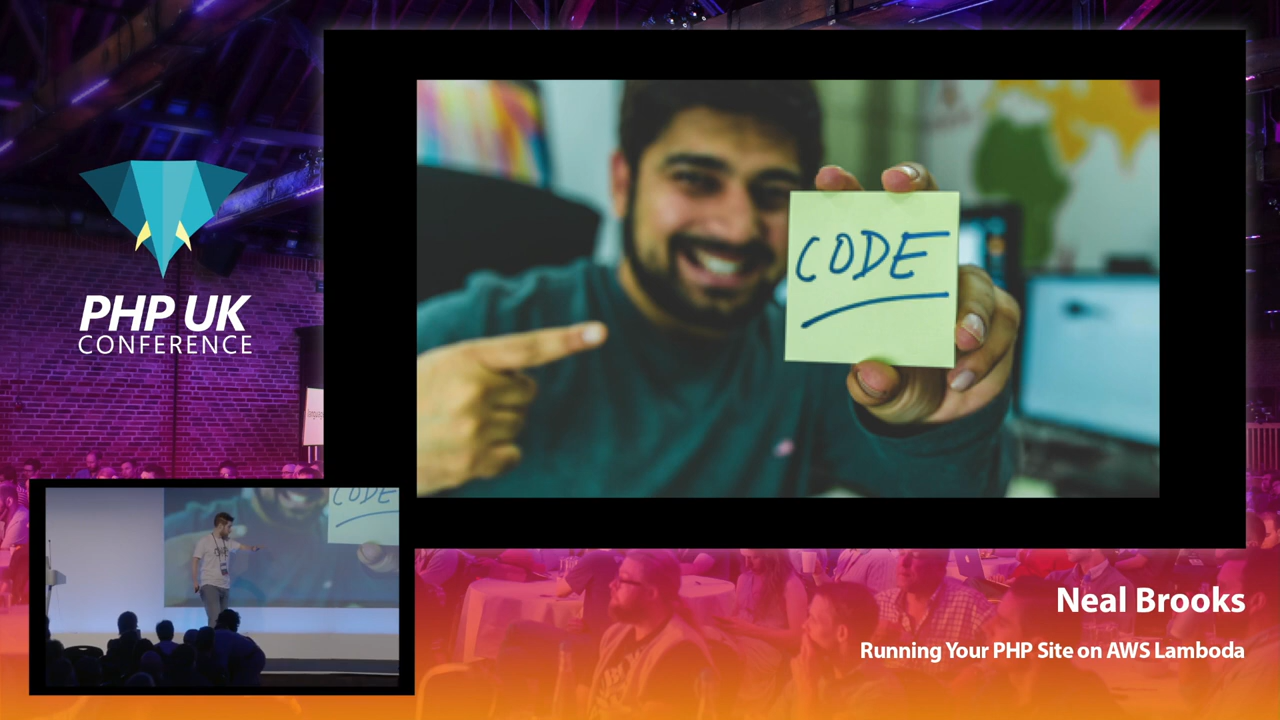 CODE
PHP UK
CONFERENCE
CODE
Neal Brooks
Running Your PHP Site on AWS Lamboda